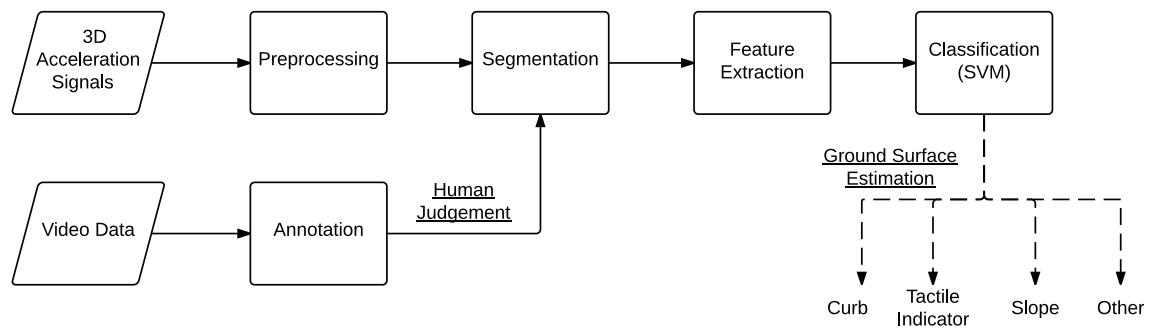 3D
Acceleration
Signals
Preprocessing
Segmentation
Feature
Extraction
Classification
(SVM)
Ground Surface
Estimation
Video Data
Annotation
Human
Judgement
Curb
Tactile
Indicator
Slope
Other